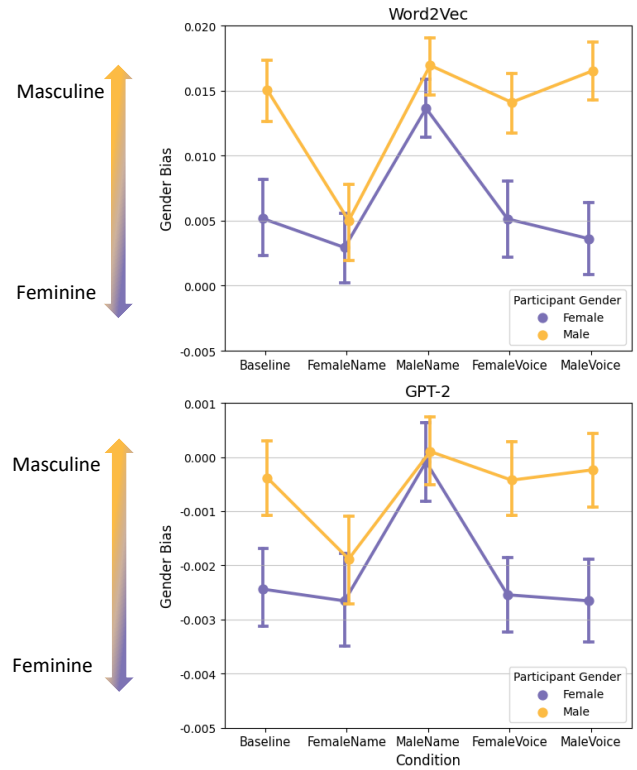 Word2Vec
Masculine
Feminine
Gender Bias
0.020
0.015
0.010
0.005
0.000
-0.005
Participant Gender
Female
Male
Baseline FemaleName MaleName FemaleVoice MaleVoice
GPT-2
Masculine
Feminine
Gender Bias
0.001
0.000
-0.001
-0.002
-0.003
-0.004
-0.005
Participant Gender
Female
Male
Baseline FemaleName MaleName FemaleVoice MaleVoice
Condition